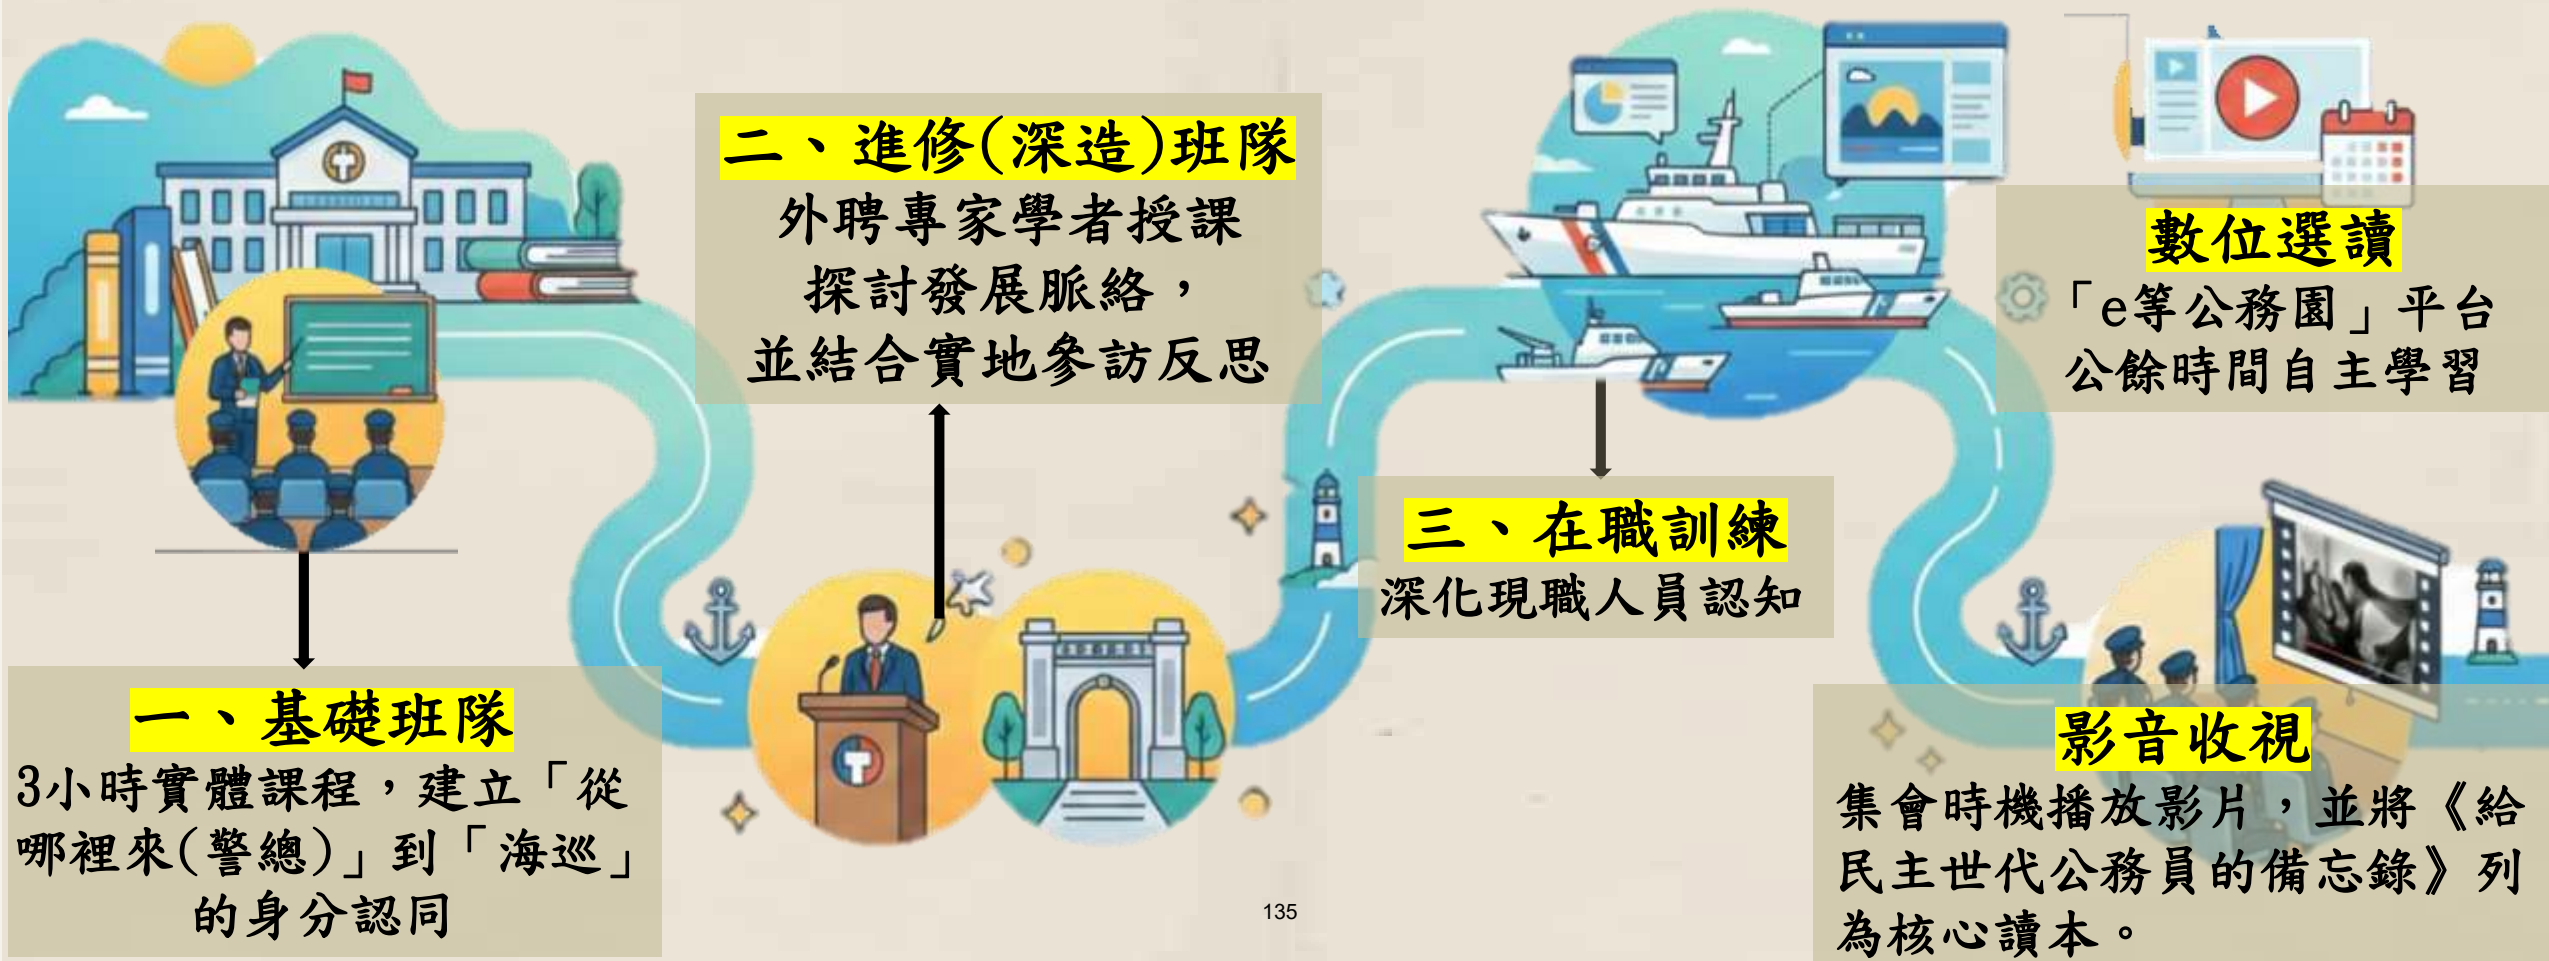 一、基礎班隊
3小時實體課程，建立「從
哪裡來(警總)」到「海巡」
的身分認同
二、進修(深造)班隊
外聘專家學者授課
探討發展脈絡，
並結合實地參訪反思
三、在職訓練
深化現職人員認知
數位選讀
「e等公務園」平台
公餘時間自主學習
影音收視
集會時機播放影片，並將《給
民主世代公務員的備忘錄》列
為核心讀本。
135